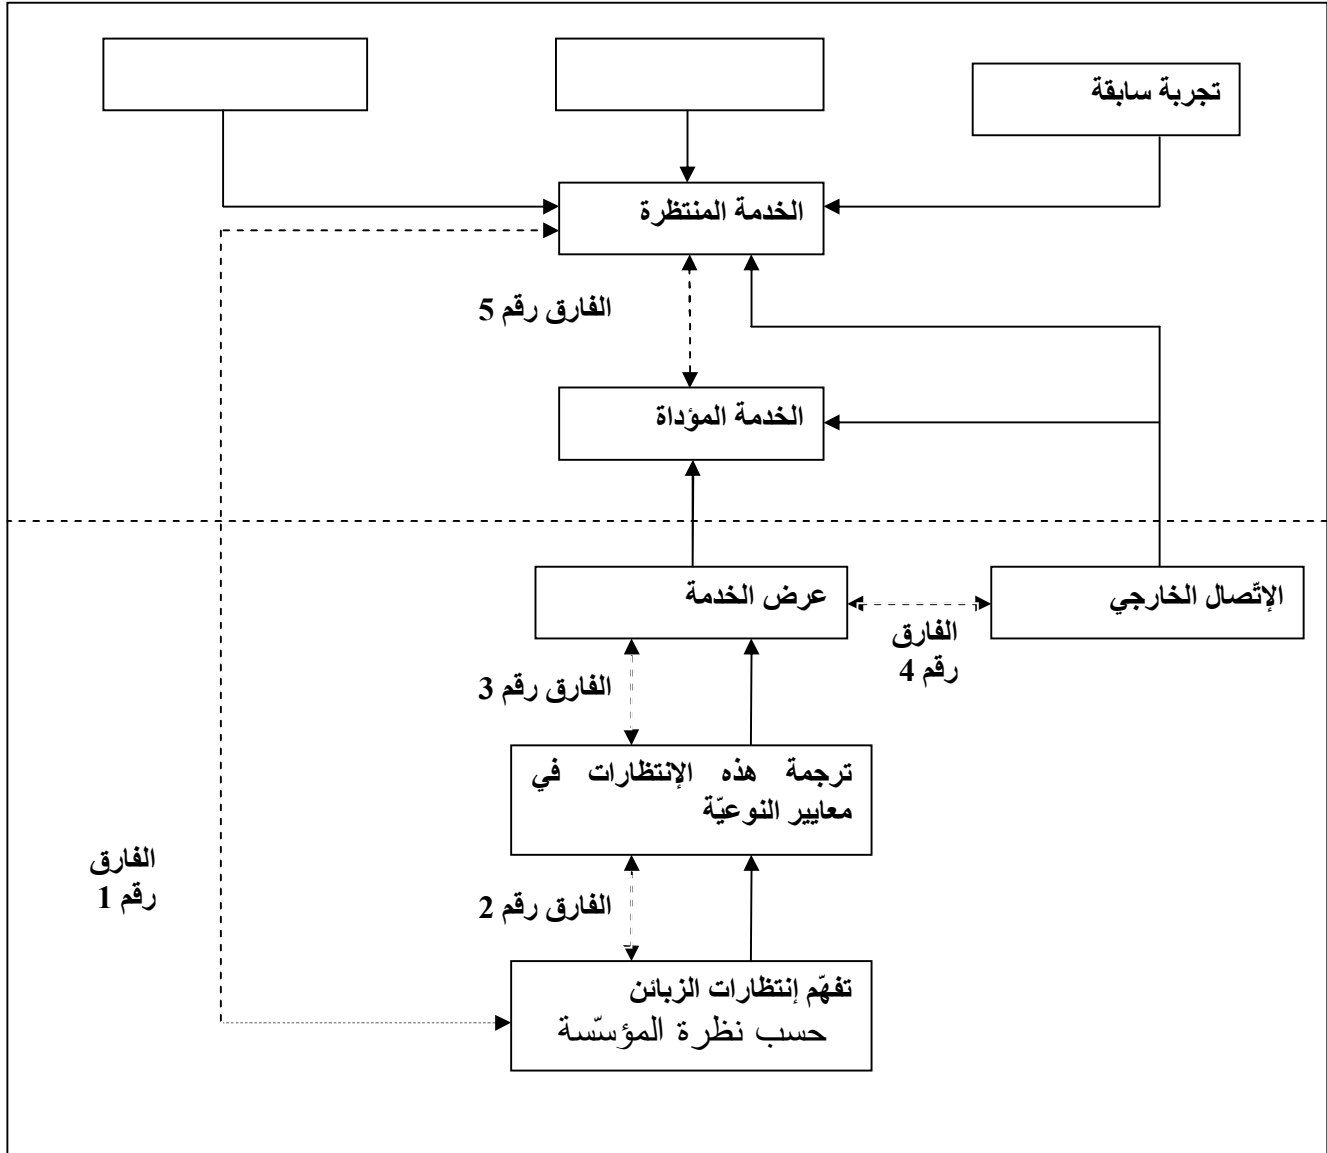 تجربة سابقة
الخدمة المنتظرة
الفارق رقم 5
الخدمة المؤداة
عرض الخدمة
الإتّصال الخارجي
الفارق
رقم 4
الفارق رقم 3
ترجمة هذه الإنتظارات في
معايير النوعيّة
الفارق
رقم 1
الفارق رقم 2
تفهّم إنتظارات الزبائن
حسب نظرة المؤسّسة